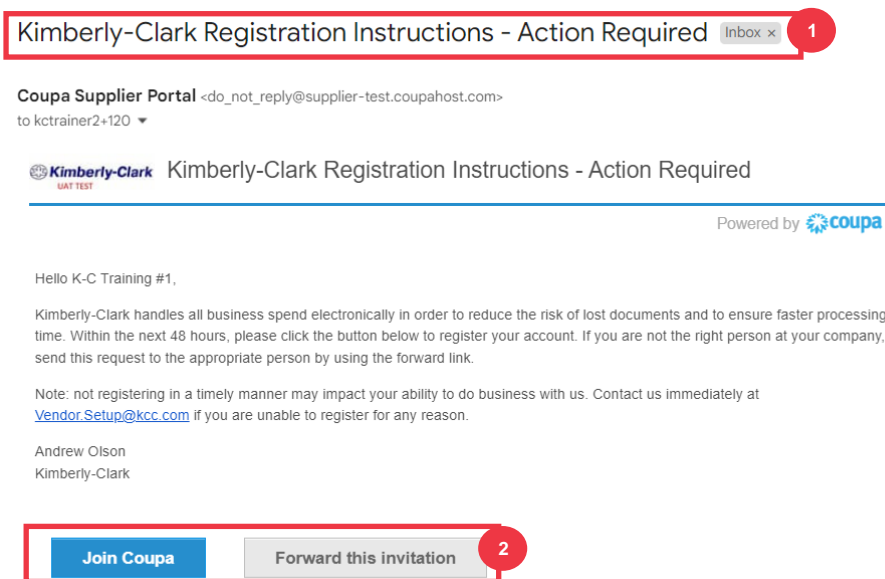 Kimberly-Clark Registration Instructions - Action Required Inbox × 1
Coupa Supplier Portal <do_not_reply@supplier-test.coupahost.com>
to kctrainer2+120
Kimberly-Clark Kimberly-Clark Registration Instructions - Action Required
UAT TEST
Powered by coupa
Hello K-C Training #1,
Kimberly-Clark handles all business spend electronically in order to reduce the risk of lost documents and to ensure faster processing
time. Within the next 48 hours, please click the button below to register your account. If you are not the right person at your company,
send this request to the appropriate person by using the forward link.
Note: not registering in a timely manner may impact your ability to do business with us. Contact us immediately at
Vendor.Setup@kcc.com if you are unable to register for any reason.
Andrew Olson
Kimberly-Clark
Join Coupa Forward this invitation 2